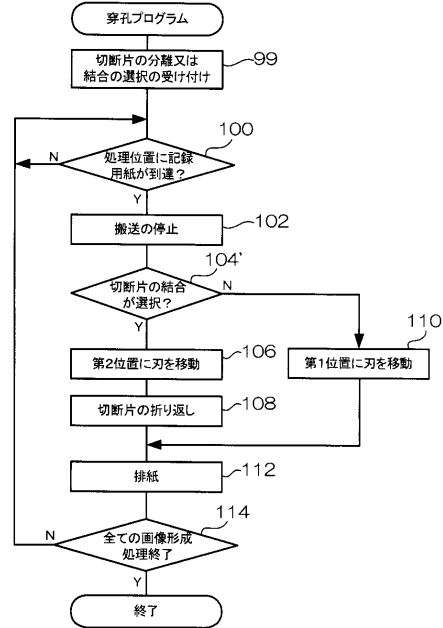 穿孔プログラム
切断片の分離又は
結合の選択の受け付け
99
100
N
処理位置に記録
用紙が到達?
Y
搬送の停止
102
104'
切断片の結合
が選択?
N
Y
110
第2位置に刃を移動
106
第1位置に刃を移動
切断片の折り返し
108
排紙
112
114
N
全ての画像形成
処理終了
Y
終了